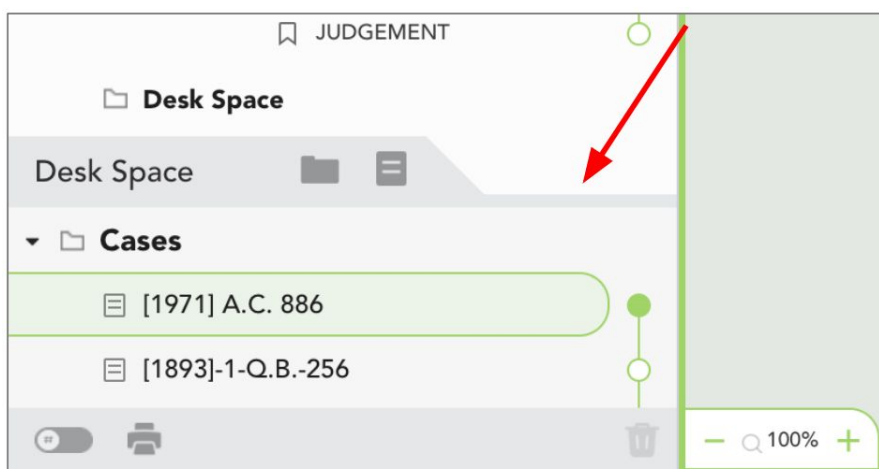 JUDGEMENT
Desk Space
Desk Space
Cases
[1971] A.C. 886
[1893]-1-Q.B.-256
#
100%